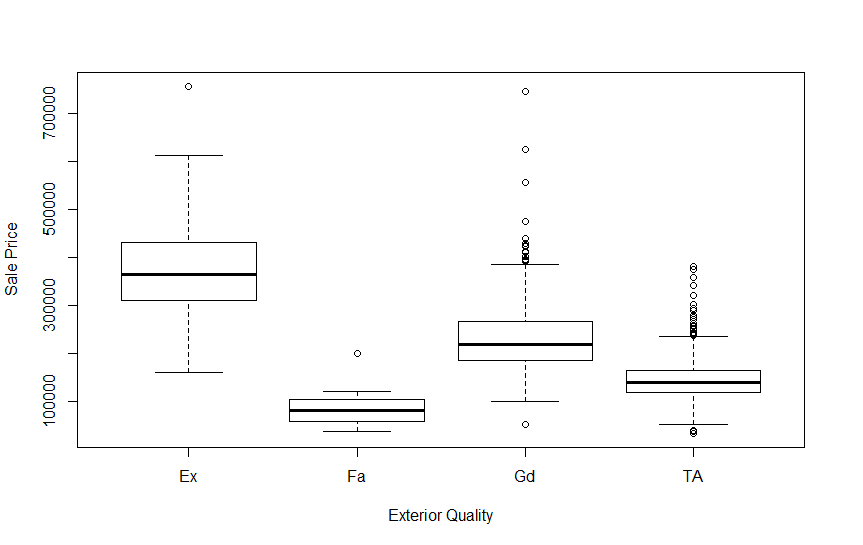 700000
500000
300000
100000
Sale Price
Ex Fa Gd TA
Exterior Quality